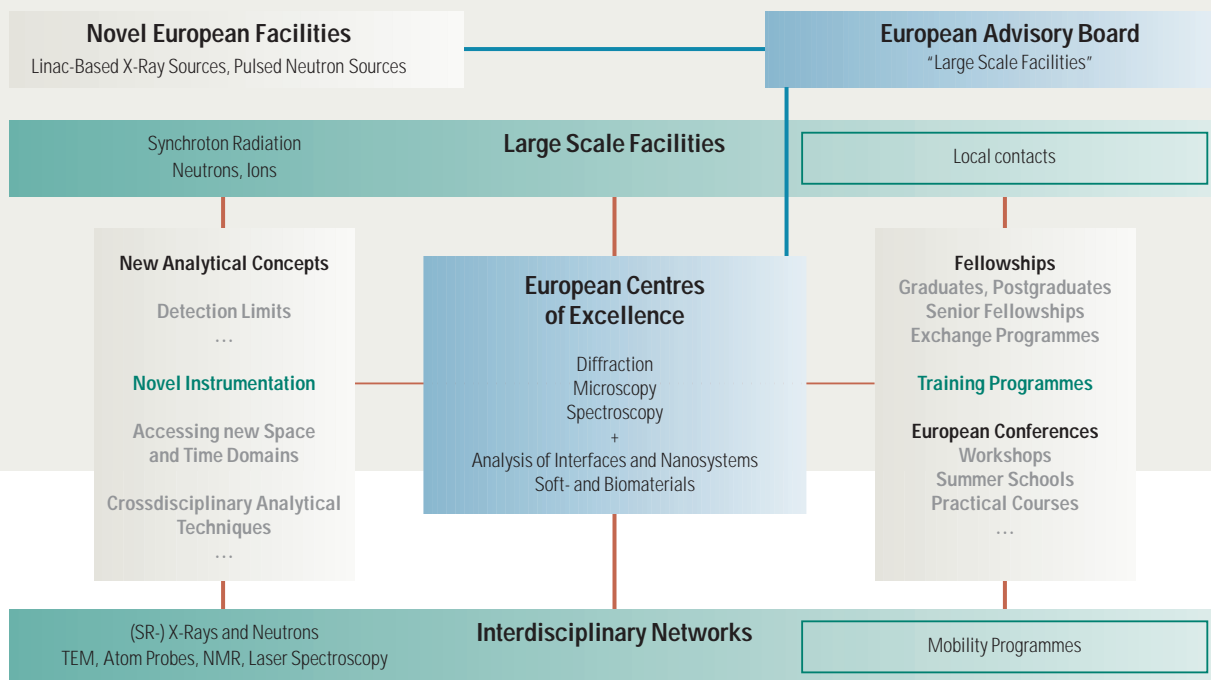 Novel European Facilities
Linac-Based X-Ray Sources, Pulsed Neutron Sources
European Advisory Board
“Large Scale Facilities”
Synchroton Radiation
Neutrons, Ions
Large Scale Facilities
Local contacts
New Analytical Concepts
Detection Limits
…
Novel Instrumentation
Accessing new Space
and Time Domains
Crossdisciplinary Analytical
Techniques
…
European Centres
of Excellence
Diffraction
Microscopy
Spectroscopy
+
Analysis of Interfaces and Nanosystems
Soft- and Biomaterials
Fellowships
Graduates, Postgraduates
Senior Fellowships
Exchange Programmes
Training Programmes
European Conferences
Workshops
Summer Schools
Practical Courses
…
(SR-) X-Rays and Neutrons
TEM, Atom Probes, NMR, Laser Spectroscopy
Interdisciplinary Networks
Mobility Programmes